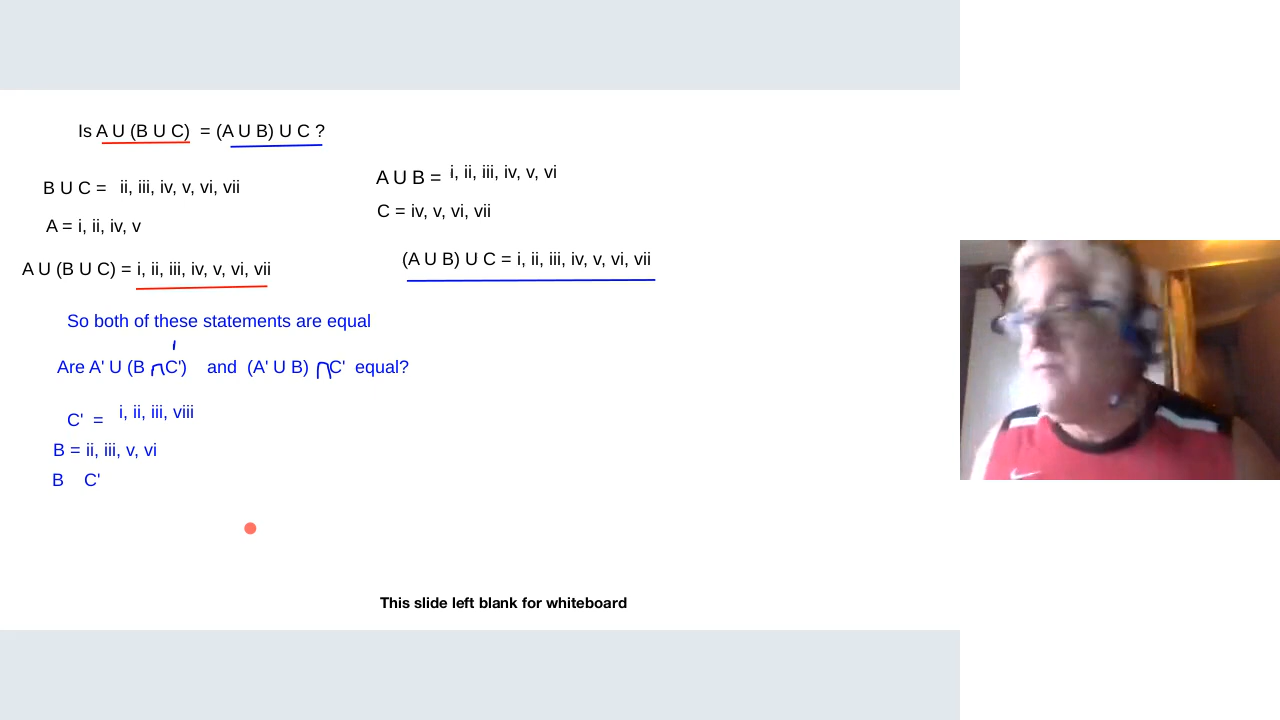 Is A U (B U C) = (A U B) U C ?
B U C = ii, iii, iv, v, vi, vii
A = i, ii, iv, v
A U (B U C) = i, ii, iii, iv, v, vi, vii
A U B = i, ii, iii, iv, v, vi
C = iv, v, vi, vii
(A U B) U C = i, ii, iii, iv, v, vi, vii
So both of these statements are equal
Are A' U (B ∩ C') and (A' U B) ∩ C' equal?
C' = i, ii, iii, viii
B = ii, iii, v, vi
B C'
This slide left blank for whiteboard